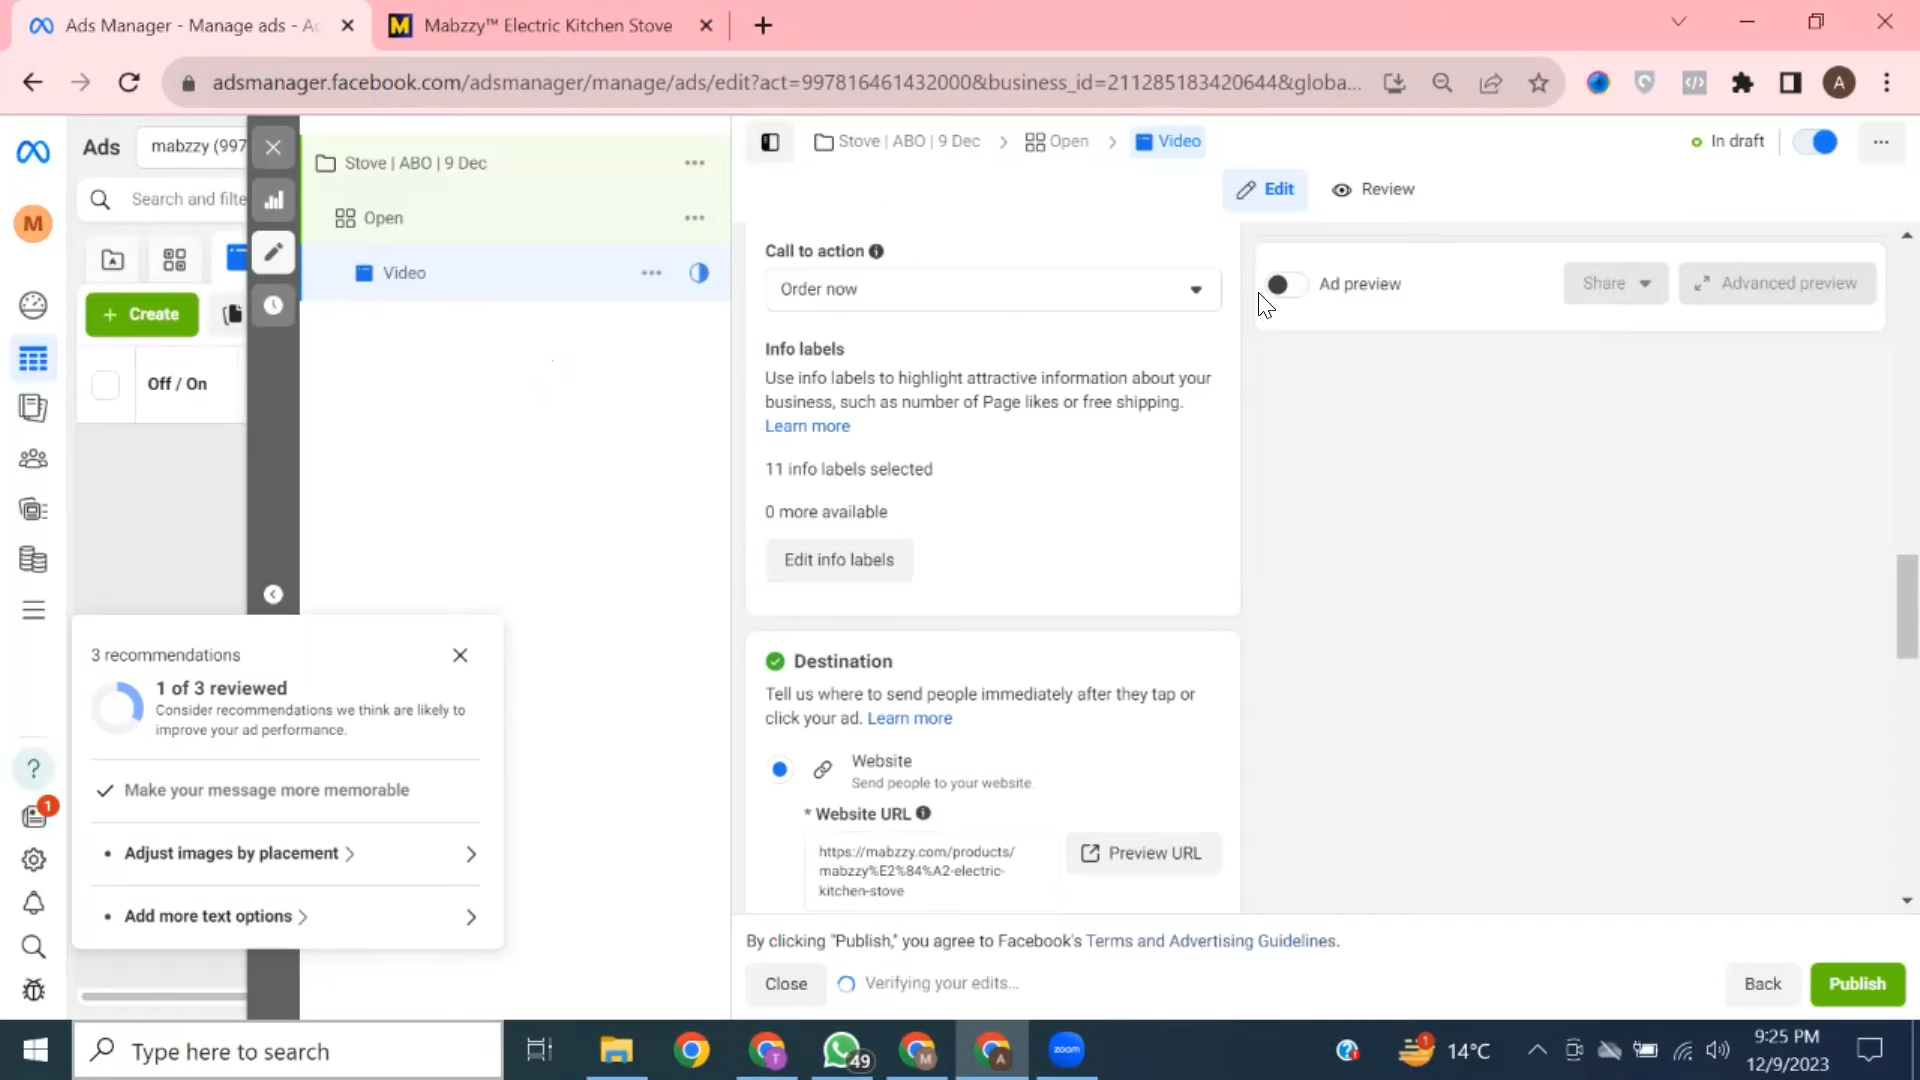 Ads Manager - Manage ads - Ac
Mabzzy™ Electric Kitchen Stove
adsmanager.facebook.com/adsmanager/manage/ads/edit?act=997816461432000&business_id=211285183420644&globa...
A
Ads
mabzzy (997
Stove | ABO | 9 Dec
Stove | ABO | 9 Dec
Open
Video
In draft
Search and filte
Edit
Review
M
Open
Call to action
Video
Order now
Ad preview
Share
Advanced preview
+ Create
Info labels
Off / On
Use info labels to highlight attractive information about your
business, such as number of Page likes or free shipping.
Learn more
11 info labels selected
0 more available
Edit info labels
3 recommendations
1 of 3 reviewed
Consider recommendations we think are likely to
improve your ad performance.
Make your message more memorable
• Adjust images by placement
• Add more text options
Destination
Tell us where to send people immediately after they tap or
click your ad. Learn more
Website
Send people to your website
* Website URL
https://mabzzy.com/products/
mabzzy%E2%84%A2-electric-
kitchen-stove
Preview URL
?
1
By clicking "Publish," you agree to Facebook's Terms and Advertising Guidelines.
Close
Verifying your edits...
Back
Publish
Type here to search
T
49
M
A
zoom
1
14°C
9:25 PM
12/9/2023